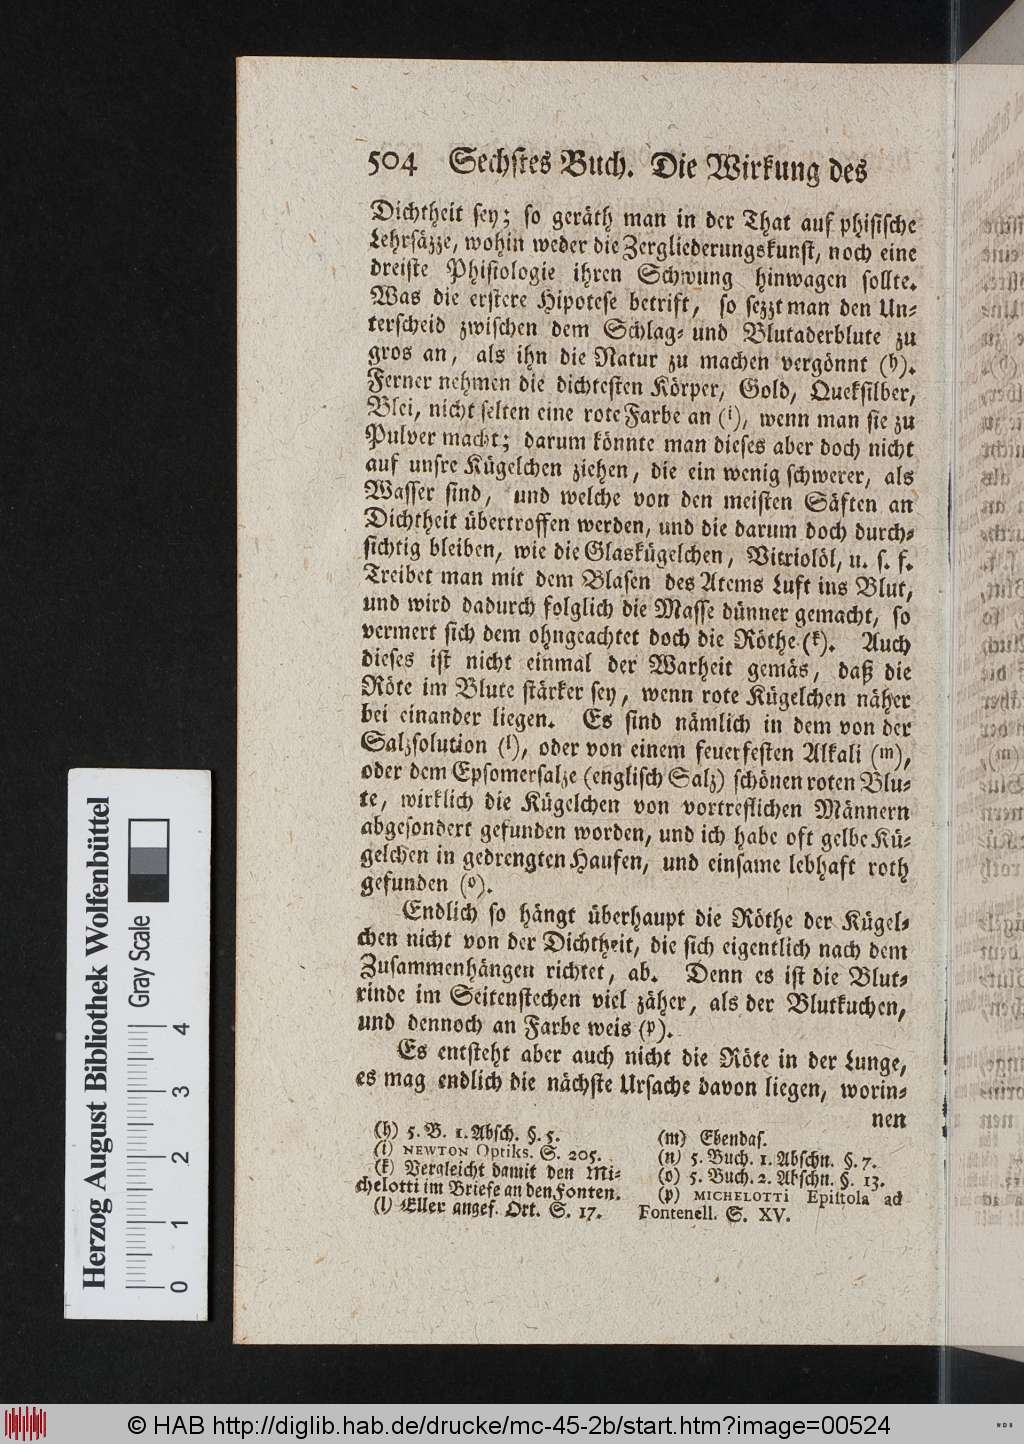 504 Sechstes Buch. Die Wirkung des
Dichtheit sey; so geräth man in der That auf phisische
Lehrsäzze, wohin weder die Zergliederungskunst, noch eine
dreiste Phisiologie ihren Schwung hinwagen sollte.
Was die erstere Hipotese betrift, so sezzt man den Un-
terscheid zwischen dem Schlag- und Blutaderblute zu
gros an, als ihn die Natur zu machen vergönnt (h).
Ferner nehmen die dichtesten Körper, Gold, Queksilber,
Blei, nicht selten eine rote Farbe an (i), wenn man sie zu
Pulver macht; darum könnte man dieses aber doch nicht
auf unsre Kügelchen ziehen, die ein wenig schwerer, als
Wasser sind, und welche von den meisten Säften an
Dichtheit übertroffen werden, und die darum doch durch-
sichtig bleiben, wie die Glaskügelchen, Vitriolöl, u. s. f.
Treibet man mit dem Blasen des Atems Luft ins Blut,
und wird dadurch folglich die Masse dünner gemacht, so
vermert sich dem ohngeachtet doch die Röthe (k). Auch
dieses ist nicht einmal der Warheit gemäs, daß die
Röte im Blute stärker sey, wenn rote Kügelchen näher
bei einander liegen. Es sind nämlich in dem von der
Salzsolution (l), oder von einem feuerfesten Alkali (m),
oder dem Epsomersalze (englisch Salz) schönen roten Blu-
te, wirklich die Kügelchen von vortreflichen Männern
abgesondert gefunden worden, und ich habe oft gelbe Kü-
gelchen in gedrengten Haufen, und einsame lebhaft roth
gefunden (o).
Endlich so hängt überhaupt die Röthe der Kügel-
chen nicht von der Dichtheit, die sich eigentlich nach dem
Zusammenhängen richtet, ab. Denn es ist die Blut-
rinde im Seitenstechen viel zäher, als der Blutkuchen,
und dennoch an Farbe weis (p).
Es entsteht aber auch nicht die Röte in der Lunge,
es mag endlich die nächste Ursache davon liegen, worin-
nen
(h) 5. B. 1. Absch. §. 5.
(i) NEWTON Optiks. S. 205.
(k) Vergleicht damit den Mi-
chelotti im Briefe an den Fonten.
(l) Eller angef. Ort. S. 17.
(m) Ebendas.
(n) 5. Buch. 1. Abschn. §. 7.
(o) 5. Buch. 2. Abschn. §. 13.
(p) MICHELOTTI Epistola ad
Fontenell. S. XV.
Herzog August Bibliothek Wolfenbüttel
Gray Scale
0 1 2 3 4
© HAB http://diglib.hab.de/drucke/mc-45-2b/start.htm?image=00524